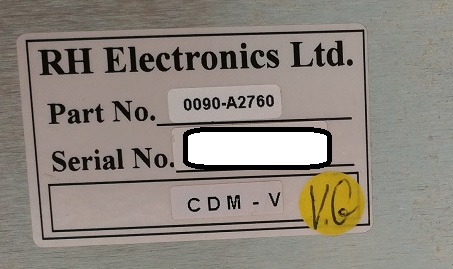 RH Electronics Ltd.
Part No. 0090-A2760
Serial No.
CDM-V
V.G